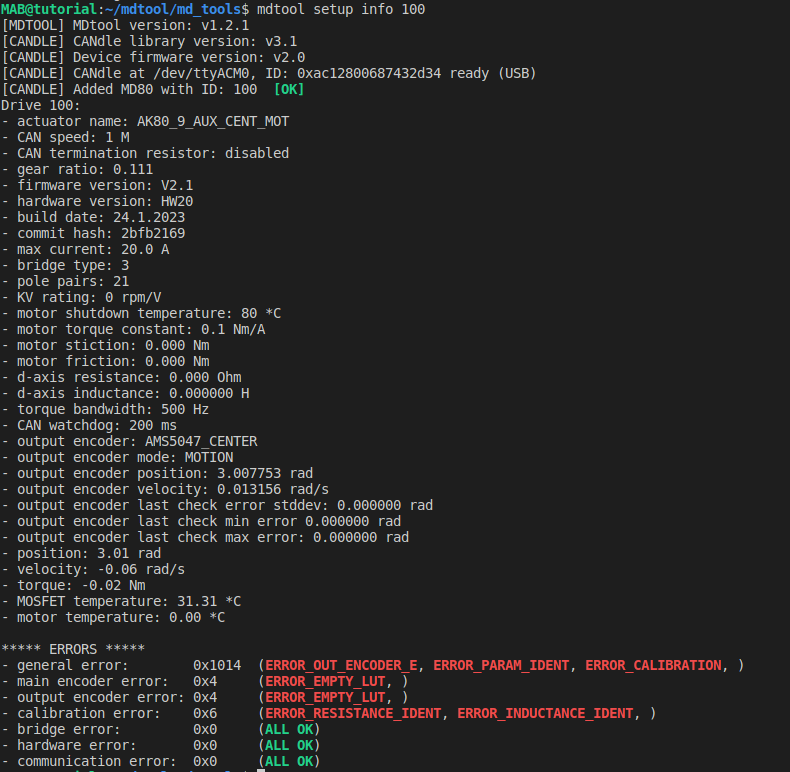 MAB@tutorial:~/mdtool/md_tools$ mdtool setup info 100
[MDTOOL] MDtool version: v1.2.1
[CANDLE] CANdle library version: v3.1
[CANDLE] Device firmware version: v2.0
[CANDLE] CANdle at /dev/ttyACM0, ID: 0xac12800687432d34 ready (USB)
[CANDLE] Added MD80 with ID: 100  [OK]
Drive 100:
- actuator name: AK80_9_AUX_CENT_MOT
- CAN speed: 1 M
- CAN termination resistor: disabled
- gear ratio: 0.111
- firmware version: V2.1
- hardware version: HW20
- build date: 24.1.2023
- commit hash: 2bfb2169
- max current: 20.0 A
- bridge type: 3
- pole pairs: 21
- KV rating: 0 rpm/V
- motor shutdown temperature: 80 *C
- motor torque constant: 0.1 Nm/A
- motor stiction: 0.000 Nm
- motor friction: 0.000 Nm
- d-axis resistance: 0.000 Ohm
- d-axis inductance: 0.000000 H
- torque bandwidth: 500 Hz
- CAN watchdog: 200 ms
- output encoder: AMS5047_CENTER
- output encoder mode: MOTION
- output encoder position: 3.007753 rad
- output encoder velocity: 0.013156 rad/s
- output encoder last check error stddev: 0.000000 rad
- output encoder last check min error 0.000000 rad
- output encoder last check max error: 0.000000 rad
- position: 3.01 rad
- velocity: -0.06 rad/s
- torque: -0.02 Nm
- MOSFET temperature: 31.31 *C
- motor temperature: 0.00 *C
***** ERRORS *****
- general error:        0x1014  (ERROR_OUT_ENCODER_E, ERROR_PARAM_IDENT, ERROR_CALIBRATION, )
- main encoder error:   0x4     (ERROR_EMPTY_LUT, )
- output encoder error: 0x4     (ERROR_EMPTY_LUT, )
- calibration error:    0x6     (ERROR_RESISTANCE_IDENT, ERROR_INDUCTANCE_IDENT, )
- bridge error:         0x0     (ALL OK)
- hardware error:       0x0     (ALL OK)
- communication error:  0x0     (ALL OK)